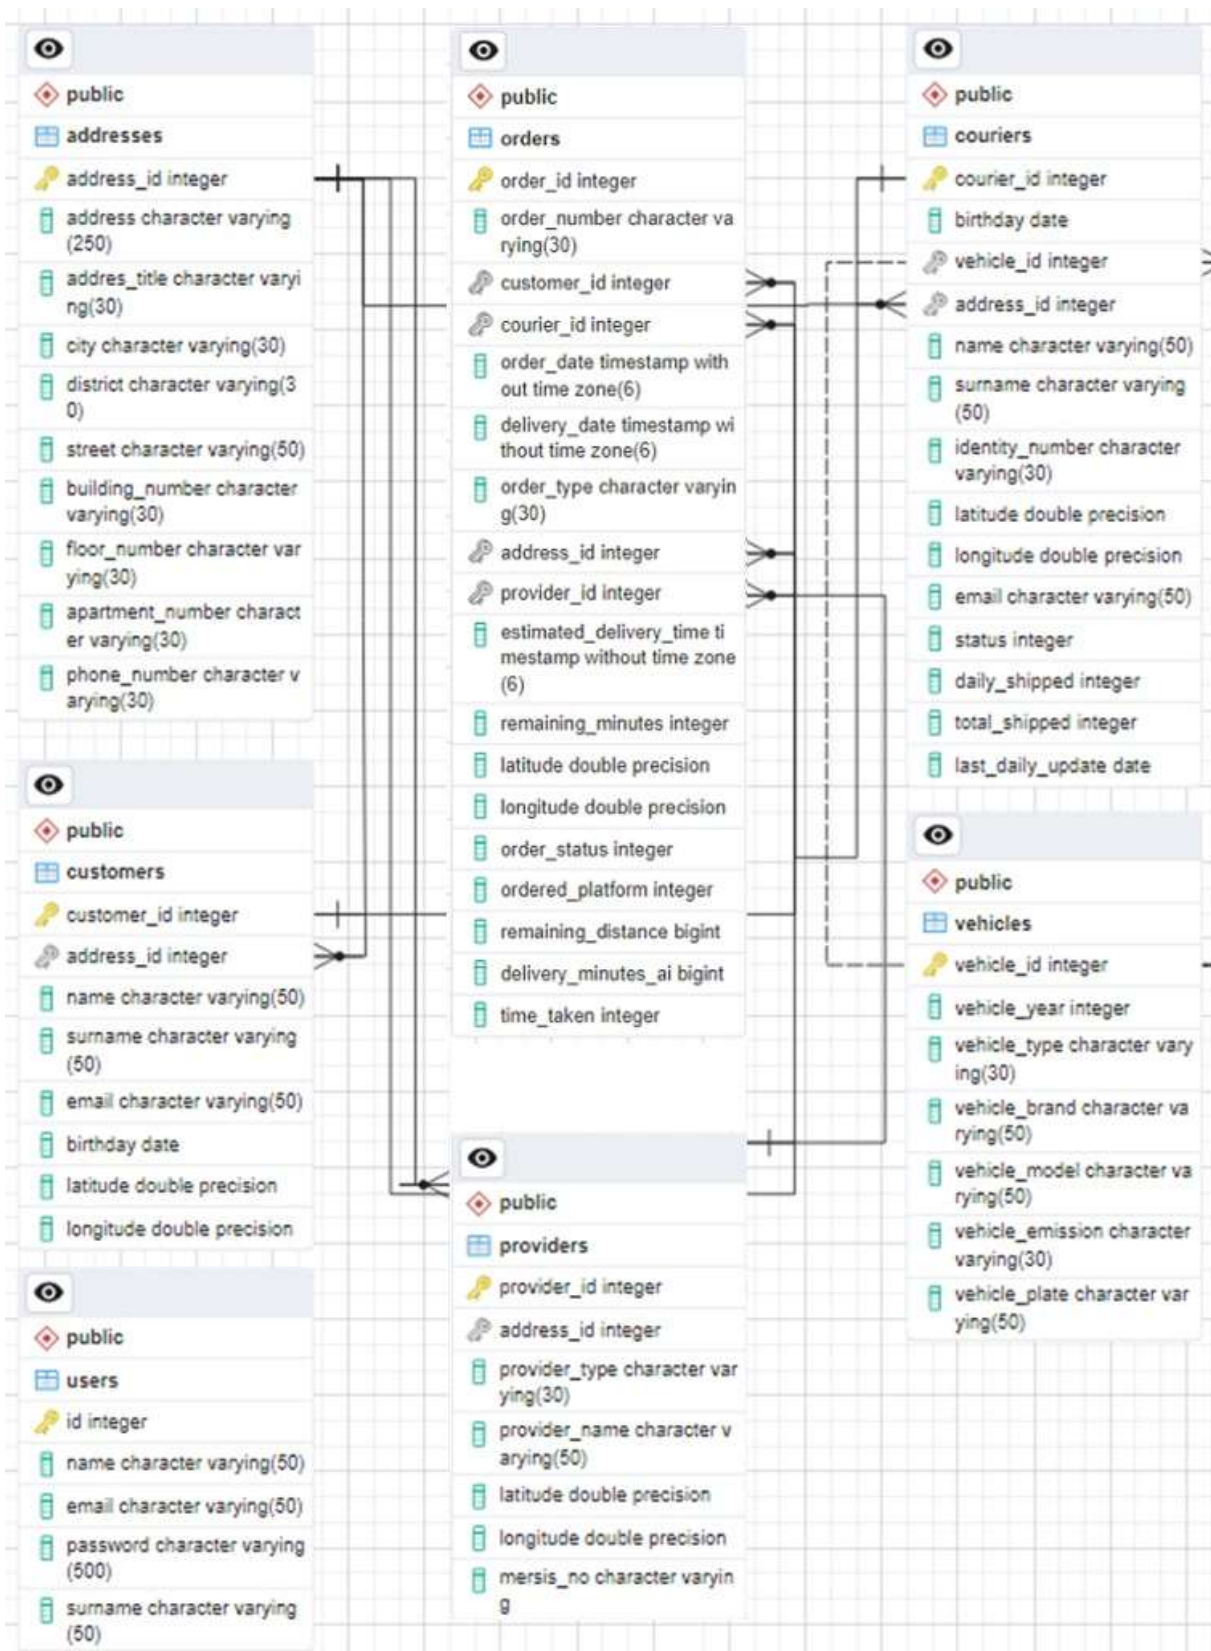 public
addresses
address_id integer
address character varying
(250)
addres_title character varyi
ng(30)
city character varying(30)
district character varying(3
0)
street character varying(50)
building_number character
varying(30)
floor_number character var
ying(30)
apartment_number charact
er varying(30)
phone_number character v
arying(30)
public
customers
customer_id integer
address_id integer
name character varying(50)
surname character varying
(50)
email character varying(50)
birthday date
latitude double precision
longitude double precision
public
users
id integer
name character varying(50)
email character varying(50)
password character varying
(500)
surname character varying
(50)
public
orders
order_id integer
order_number character va
rying(30)
customer_id integer
courier_id integer
order_date timestamp with
out time zone(6)
delivery_date timestamp wi
thout time zone(6)
order_type character varyin
g(30)
address_id integer
provider_id integer
estimated_delivery_time ti
mestamp without time zone
(6)
remaining_minutes integer
latitude double precision
longitude double precision
order_status integer
ordered_platform integer
remaining_distance bigint
delivery_minutes_ai bigint
time_taken integer
public
providers
provider_id integer
address_id integer
provider_type character var
ying(30)
provider_name character v
arying(50)
latitude double precision
longitude double precision
mersis_no character varyin
g
public
couriers
courier_id integer
birthday date
vehicle_id integer
address_id integer
name character varying(50)
surname character varying
(50)
identity_number character
varying(30)
latitude double precision
longitude double precision
email character varying(50)
status integer
daily_shipped integer
total_shipped integer
last_daily_update date
public
vehicles
vehicle_id integer
vehicle_year integer
vehicle_type character vary
ing(30)
vehicle_brand character va
rying(50)
vehicle_model character va
rying(50)
vehicle_emission character
varying(30)
vehicle_plate character var
ying(50)